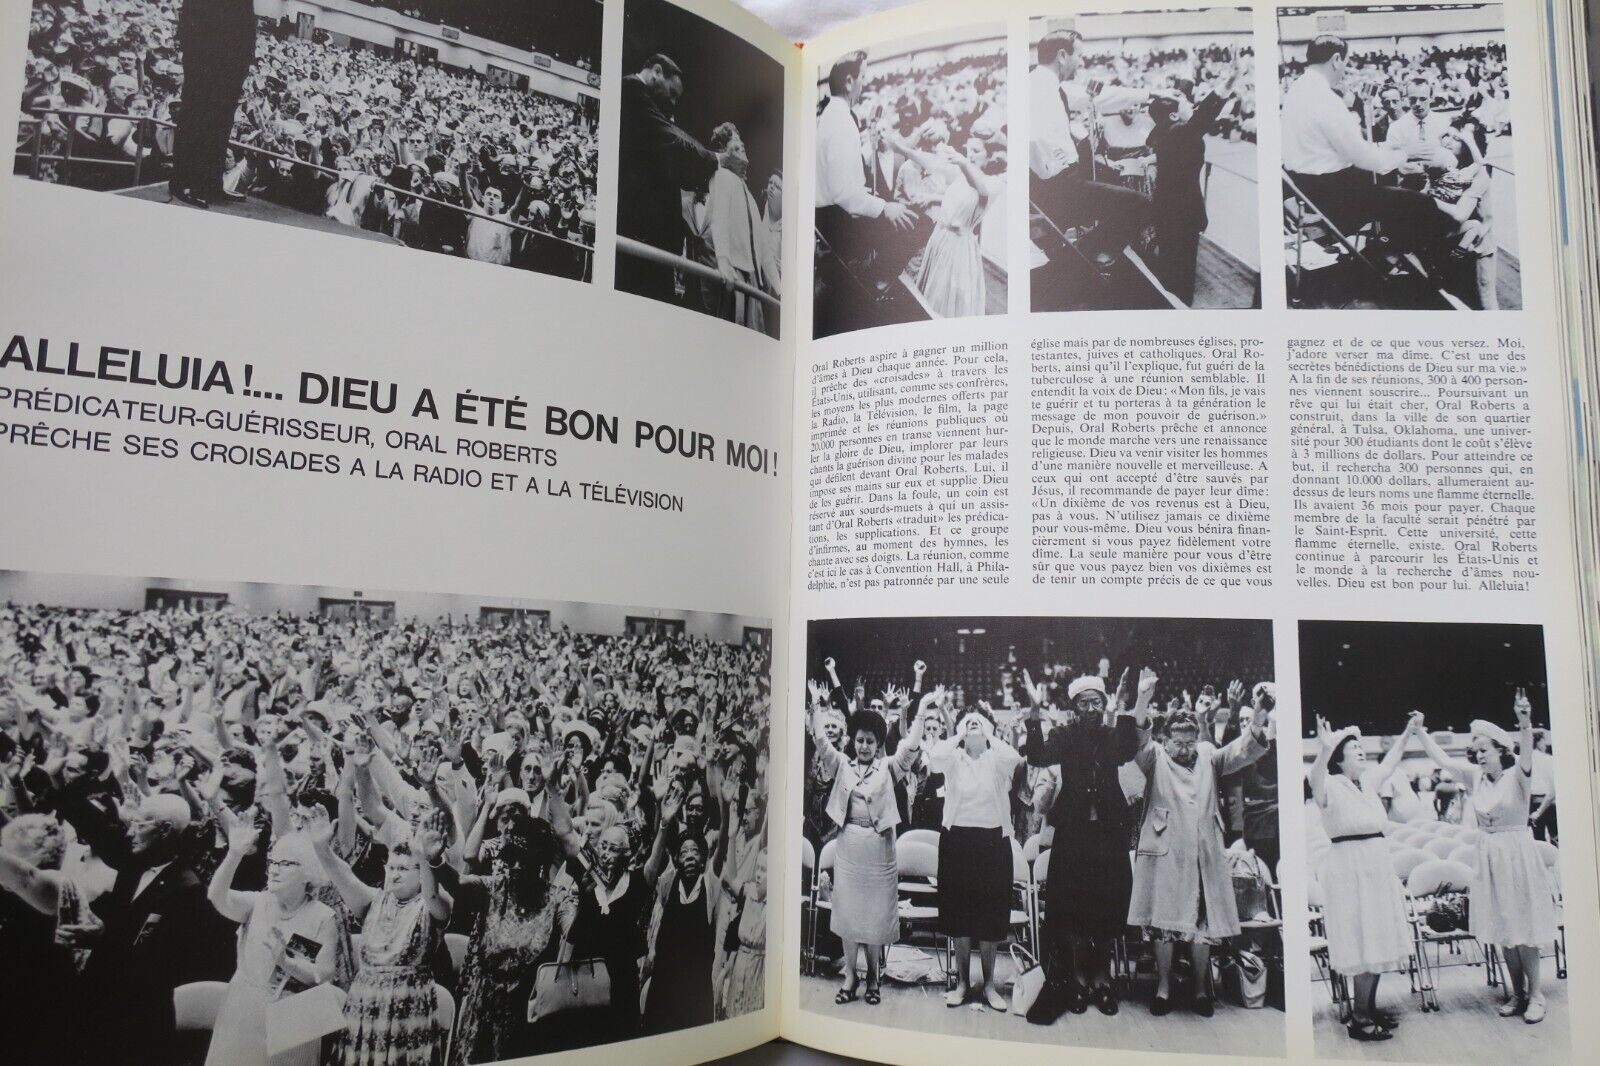 ALLELUIA!... DIEU A ÉTÉ BON POUR MOI!
PRÉDICATEUR-GUÉRISSEUR, ORAL ROBERTS
PRÊCHE SES CROISADES A LA RADIO ET A LA TÉLÉVISION
Oral Roberts aspire à gagner un million
d'âmes à Dieu chaque année. Pour cela,
il prêche des «croisades» à travers les
États-Unis, utilisant, comme ses confrères,
les moyens les plus modernes offerts par
la Radio, la Télévision, le film, la page
imprimée et les réunions publiques où
20.000 personnes en transe viennent hur-
ler la gloire de Dieu, implorer par leurs
chants la guérison divine pour les malades
qui défilent devant Oral Roberts. Lui, il
impose ses mains sur eux et supplie Dieu
de les guérir. Dans la foule, un coin est
réservé aux sourds-muets à qui un assis-
tant d'Oral Roberts «traduit» les prédica-
tions, les supplications. Et ce groupe
d'infirmes, au moment des hymnes, les
chante avec ses doigts. La réunion, comme
c'est ici le cas à Convention Hall, à Phila-
delphie, n'est pas patronnée par une seule
église mais par de nombreuses églises, pro-
testantes, juives et catholiques. Oral Ro-
berts, ainsi qu'il l'explique, fut guéri de la
tuberculose à une réunion semblable. Il
entendit la voix de Dieu: «Mon fils, je vais
te guérir et tu porteras à ta génération le
message de mon pouvoir de guérison.»
Depuis, Oral Roberts prêche et annonce
que le monde marche vers une renaissance
religieuse. Dieu va venir visiter les hommes
d'une manière nouvelle et merveilleuse. A
ceux qui ont accepté d'être sauvés par
Jésus, il recommande de payer leur dîme:
«Un dixième de vos revenus est à Dieu,
pas à vous. N'utilisez jamais ce dixième
pour vous-même. Dieu vous bénira finan-
cièrement si vous payez fidèlement votre
dîme. La seule manière pour vous d'être
sûr que vous payez bien vos dixièmes est
de tenir un compte précis de ce que vous
gagnez et de ce que vous versez. Moi,
j'adore verser ma dîme. C'est une des
secrètes bénédictions de Dieu sur ma vie.»
A la fin de ses réunions, 300 à 400 person-
nes viennent souscrire... Poursuivant un
rêve qui lui était cher, Oral Roberts a
construit, dans la ville de son quartier
général, à Tulsa, Oklahoma, une univer-
sité pour 300 étudiants dont le coût s'élève
à 3 millions de dollars. Pour atteindre ce
but, il rechercha 300 personnes qui, en
donnant 10.000 dollars, allumeraient au-
dessus de leurs noms une flamme éternelle.
Ils avaient 36 mois pour payer. Chaque
membre de la faculté serait pénétré par
le Saint-Esprit. Cette université, cette
flamme éternelle, existe. Oral Roberts
continue à parcourir les États-Unis et
le monde à la recherche d'âmes nou-
velles. Dieu est bon pour lui. Alleluia!